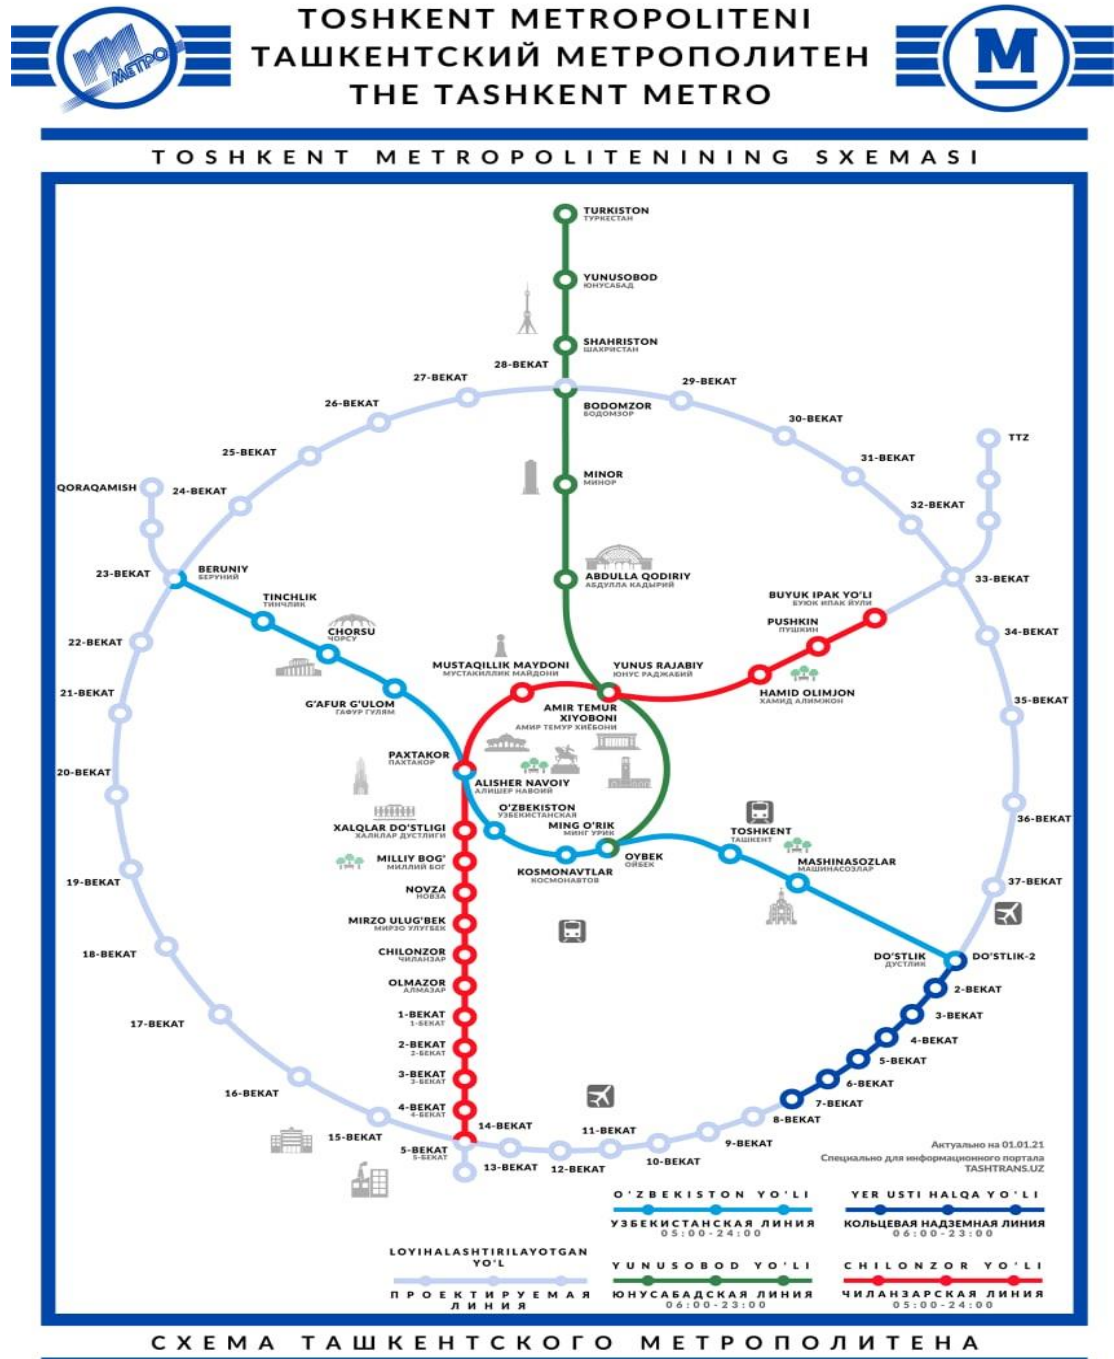 МЕТРО
TOSHKENT METROPOLITENI
ТАШКЕНТСКИЙ МЕТРОПОЛИТЕН
THE TASHKENT METRO
M
TOSHKENT METROPOLITENINING SXEMASI
TURKISTON
ТУРКЕСТАН
YUNUSOBOD
ЮНУСАБАД
SHAHRISTON
ШАХРИСТАН
28-BEKAT
27-BEKAT
29-BEKAT
26-BEKAT
BODOMZOR
БОДОМЗОР
30-BEKAT
25-BEKAT
TTZ
31-BEKAT
MINOR
МИНОР
QORAQAMISH
24-BEKAT
32-BEKAT
23-BEKAT
BERUNIY
БЕРУНИЙ
ABDULLA QODIRIY
АБДУЛЛА КАДЫРИЙ
33-BEKAT
TINCHLIK
ТИНЧЛИК
BUYUK IPAK YO'LI
БУЮК ИПАК ЙУЛИ
PUSHKIN
ПУШКИН
CHORSU
ЧОРСУ
22-BEKAT
34-BEKAT
MUSTAQILLIK MAYDONI
МУСТАКИЛЛИК МАЙДОНИ
YUNUS RAJABIY
ЮНУС РАДЖАБИЙ
HAMID OLIMJON
ХАМИД АЛИМЖОН
21-BEKAT
G'AFUR G'ULOM
ГАФУР ГУЛЯМ
35-BEKAT
AMIR TEMUR
XIYOBONI
АМИР ТЕМУР ХИЁБОНИ
PAXTAKOR
ПАХТАКОР
20-BEKAT
ALISHER NAVOIY
АЛИШЕР НАВОИЙ
O'ZBEKISTON
УЗБЕКИСТАНСКАЯ
36-BEKAT
XALQLAR DO'STLIGI
ХАЛКЛАР ДУСТЛИГИ
MING O'RIK
МИНГ УРИК
TOSHKENT
ТАШКЕНТ
MILLIY BOG'
МИЛЛИЙ БОГ
OYBEK
ОЙБЕК
MASHINASOZLAR
МАШИНАСОЗЛАР
KOSMONAVTLAR
КОСМОНАВТОВ
19-BEKAT
37-BEKAT
NOVZA
НОВЗА
MIRZO ULUG'BEK
МИРЗО УЛУГБЕК
18-BEKAT
CHILONZOR
ЧИЛАНЗАР
DO'STLIK
ДУСТЛИК
DO'STLIK-2
OLMAZOR
АЛМАЗАР
2-BEKAT
17-BEKAT
1-BEKAT
1-БЕКАТ
3-BEKAT
2-BEKAT
2-БЕКАТ
4-BEKAT
5-BEKAT
3-BEKAT
3-БЕКАТ
6-BEKAT
16-BEKAT
4-BEKAT
4-БЕКАТ
7-BEKAT
8-BEKAT
15-BEKAT
14-BEKAT
11-BEKAT
9-BEKAT
5-BEKAT
5-БЕКАТ
13-BEKAT
12-BEKAT
10-BEKAT
Актуально на 01.01.21
Специально для информационного портала
TASHTRANS.UZ
O'ZBEKISTON YO'LI
УЗБЕКИСТАНСКАЯ ЛИНИЯ
05:00-24:00
YER USTI HALQA YO'LI
КОЛЬЦЕВАЯ НАДЗЕМНАЯ ЛИНИЯ
06:00-23:00
LOYIHALASHTIRILAYOTGAN
YO'L
ПРОЕКТИРУЕМАЯ
ЛИНИЯ
YUNUSOBOD YO'LI
ЮНУСАБАДСКАЯ ЛИНИЯ
06:00-23:00
CHILONZOR YO'LI
ЧИЛАНЗАРСКАЯ ЛИНИЯ
05:00-24:00
СХЕМА ТАШКЕНТСКОГО МЕТРОПОЛИТЕНА